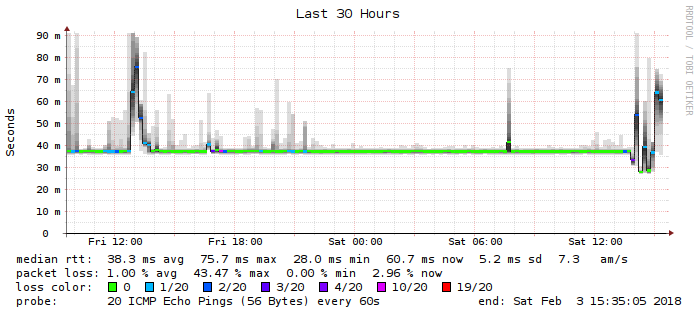 Last 30 Hours
RRDTOOL / TOBI OETIKER
Seconds
90 m
80 m
70 m
60 m
50 m
40 m
30 m
20 m
10 m
0
Fri 12:00 Fri 18:00 Sat 00:00 Sat 06:00 Sat 12:00
median rtt: 38.3 ms avg 75.7 ms max 28.0 ms min 60.7 ms now 5.2 ms sd 7.3 am/s
packet loss: 1.00 % avg 43.47 % max 0.00 % min 2.96 % now
loss color: 0 1/20 2/20 3/20 4/20 10/20 19/20
probe: 20 ICMP Echo Pings (56 Bytes) every 60s end: Sat Feb 3 15:35:05 2018